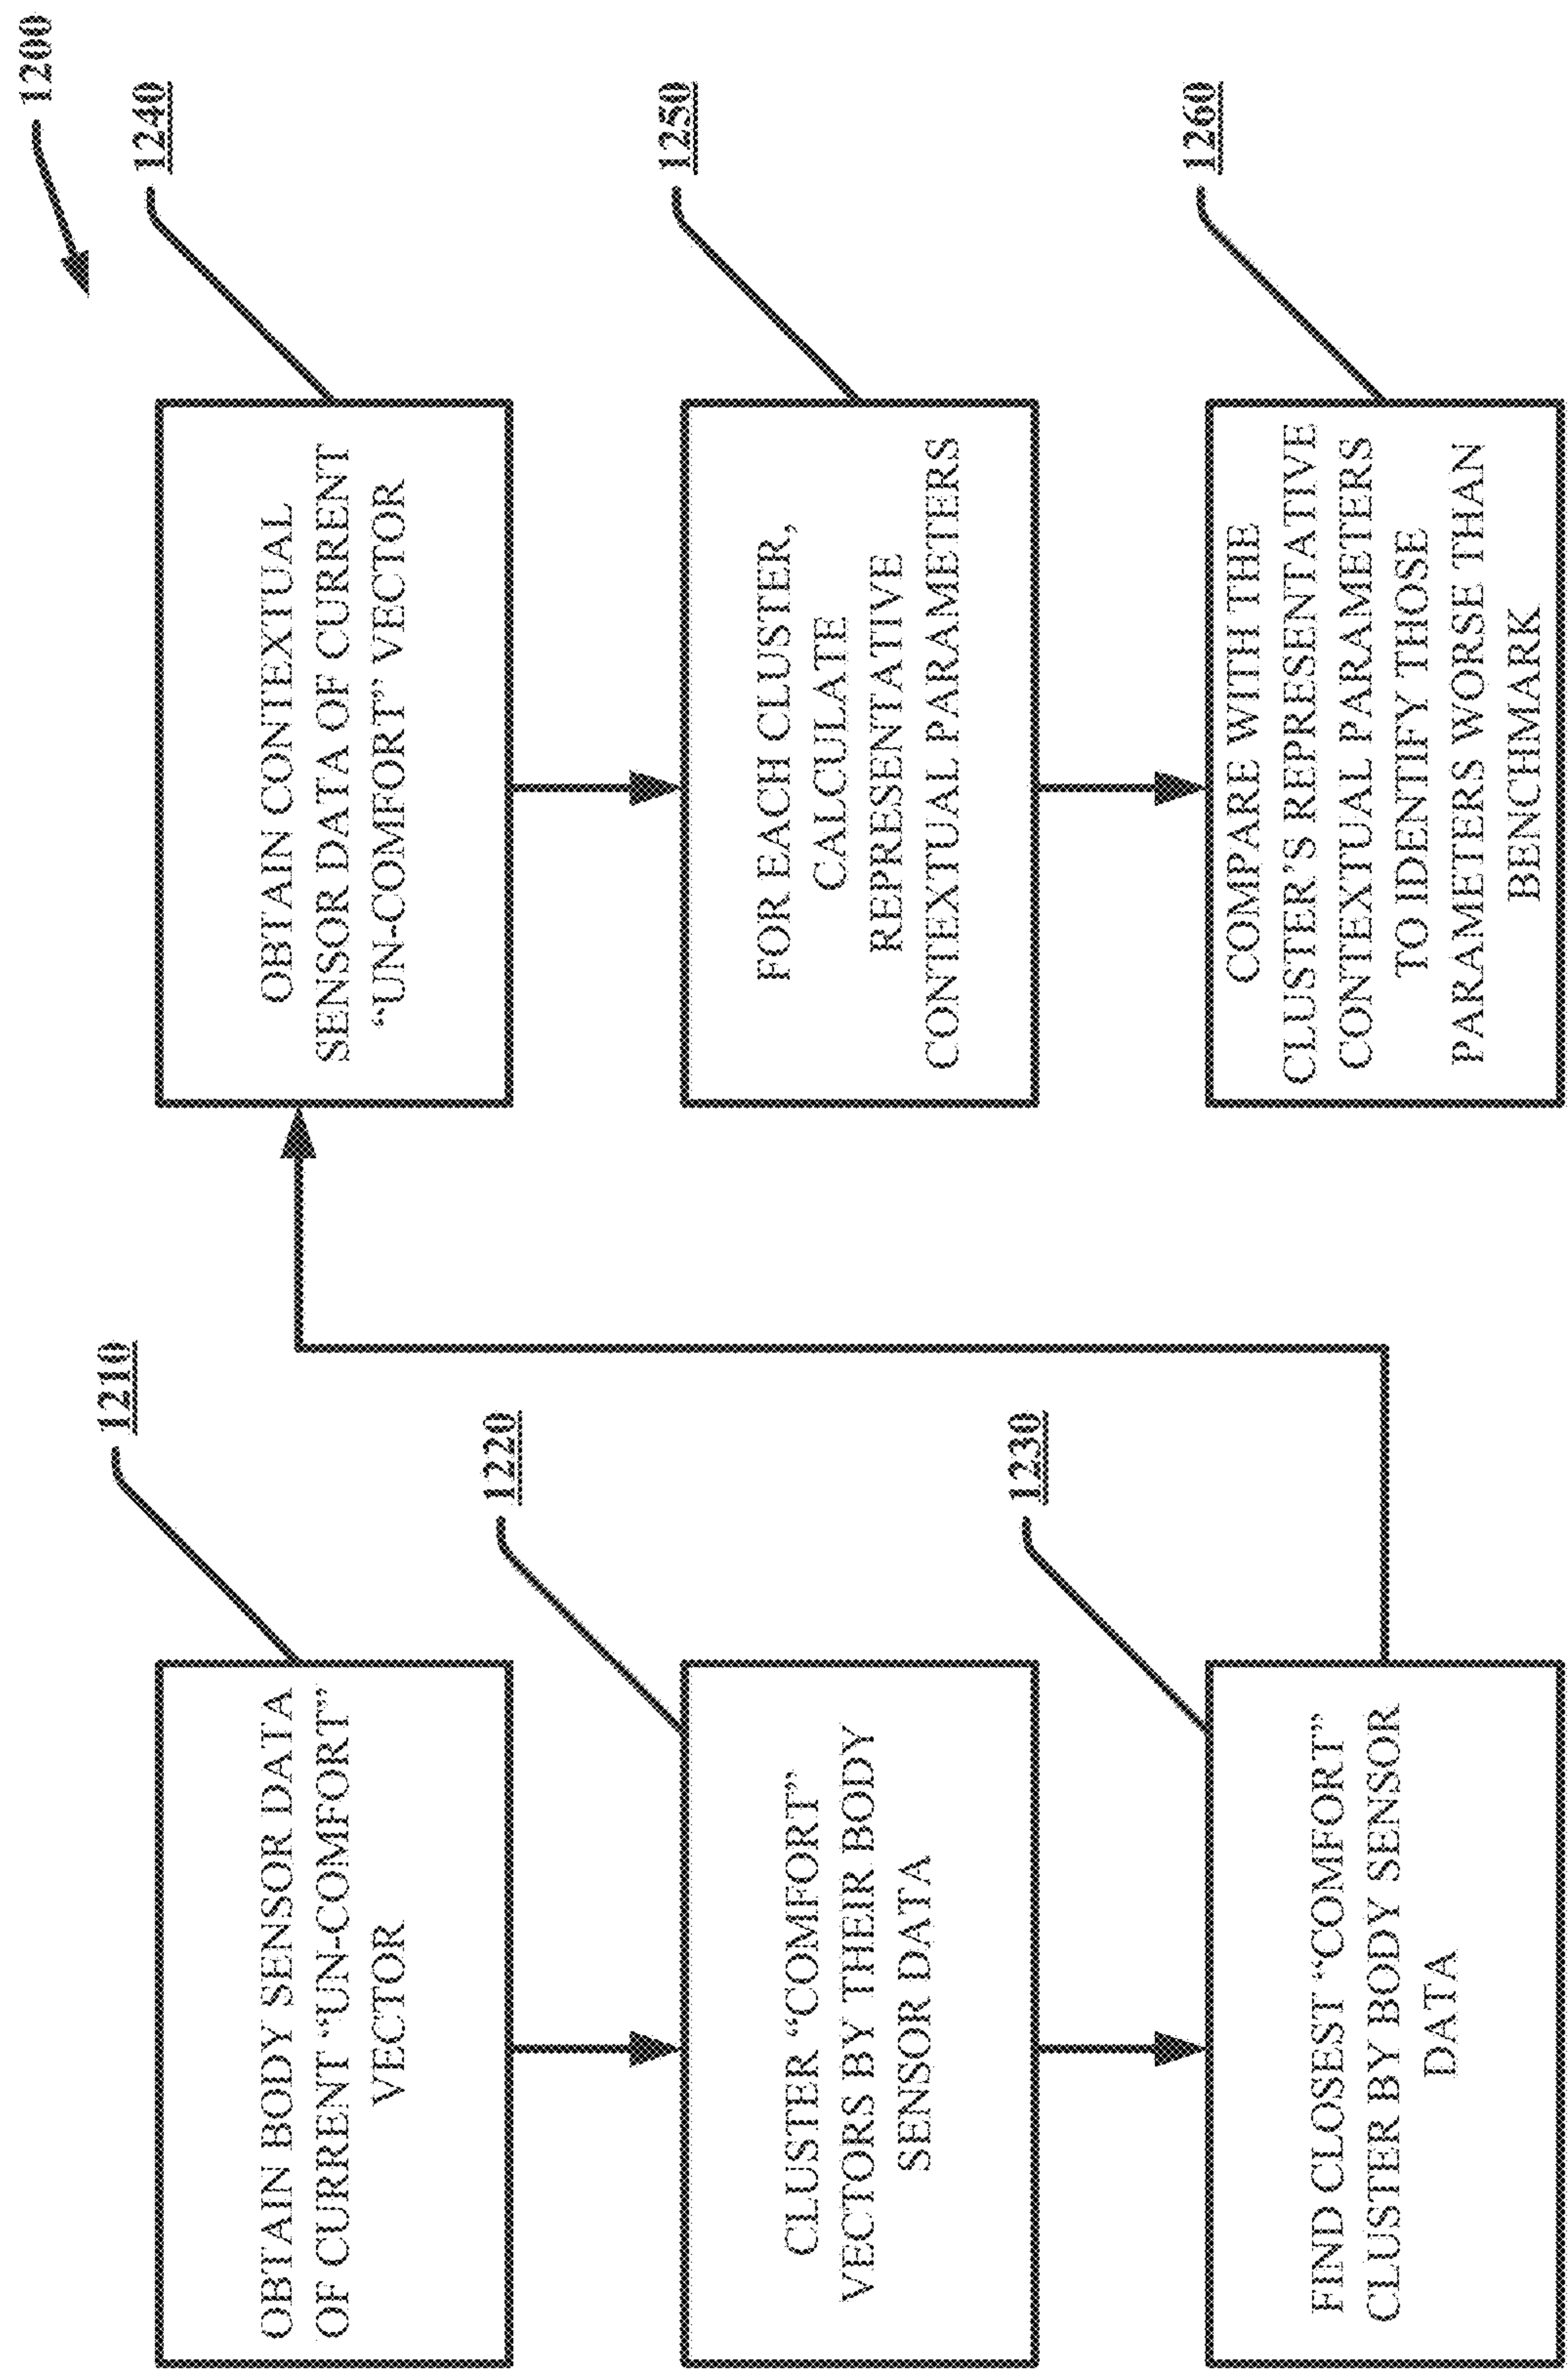 1200
1210
OBTAIN BODY SENSOR DATA
OF CURRENT “UN-COMFORT”
VECTOR
1220
CLUSTER “COMFORT”
VECTORS BY THEIR BODY
SENSOR DATA
1230
FIND CLOSEST “COMFORT”
CLUSTER BY BODY SENSOR
DATA
1240
OBTAIN CONTEXTUAL
SENSOR DATA OF CURRENT
“UN-COMFORT” VECTOR
1250
FOR EACH CLUSTER,
CALCULATE
REPRESENTATIVE
CONTEXTUAL PARAMETERS
1260
COMPARE WITH THE
CLUSTER’S REPRESENTATIVE
CONTEXTUAL PARAMETERS
TO IDENTIFY THOSE
PARAMETERS WORSE THAN
BENCHMARK